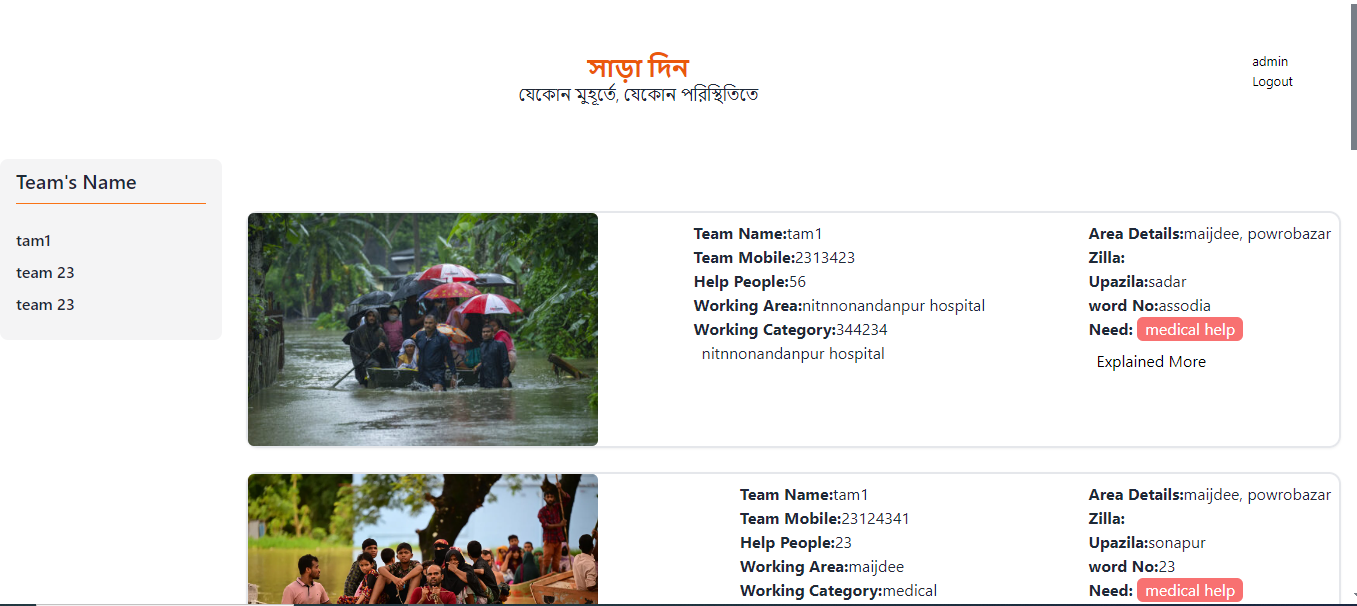 সাড়া দিন
যেকোন মুহূর্তে, যেকোন পরিস্থিতিতে
admin
Logout
Team's Name
tam1
team 23
team 23
Team Name:tam1
Team Mobile:2313423
Help People:56
Working Area:nitnnonandanpur hospital
Working Category:344234
nitnnonandanpur hospital
Area Details:maijdee, powrobazar
Zilla:
Upazila:sadar
word No:assodia
Need: medical help
Explained More
Team Name:tam1
Team Mobile:23124341
Help People:23
Working Area:maijdee
Working Category:medical
Area Details:maijdee, powrobazar
Zilla:
Upazila:sonapur
word No:23
Need: medical help